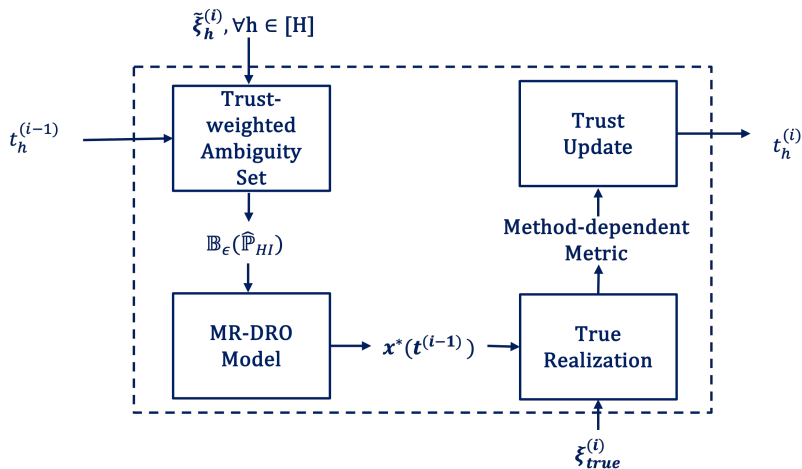 ξ̃_h^(i), ∀h ∈ [H]
t_h^(i−1)
Trust-
weighted
Ambiguity
Set
Trust
Update
t_h^(i)
𝔹_ϵ(ℙ̂_HI)
Method-dependent
Metric
MR-DRO
Model
x*(t^(i−1))
True
Realization
ξ̌_true^(i)